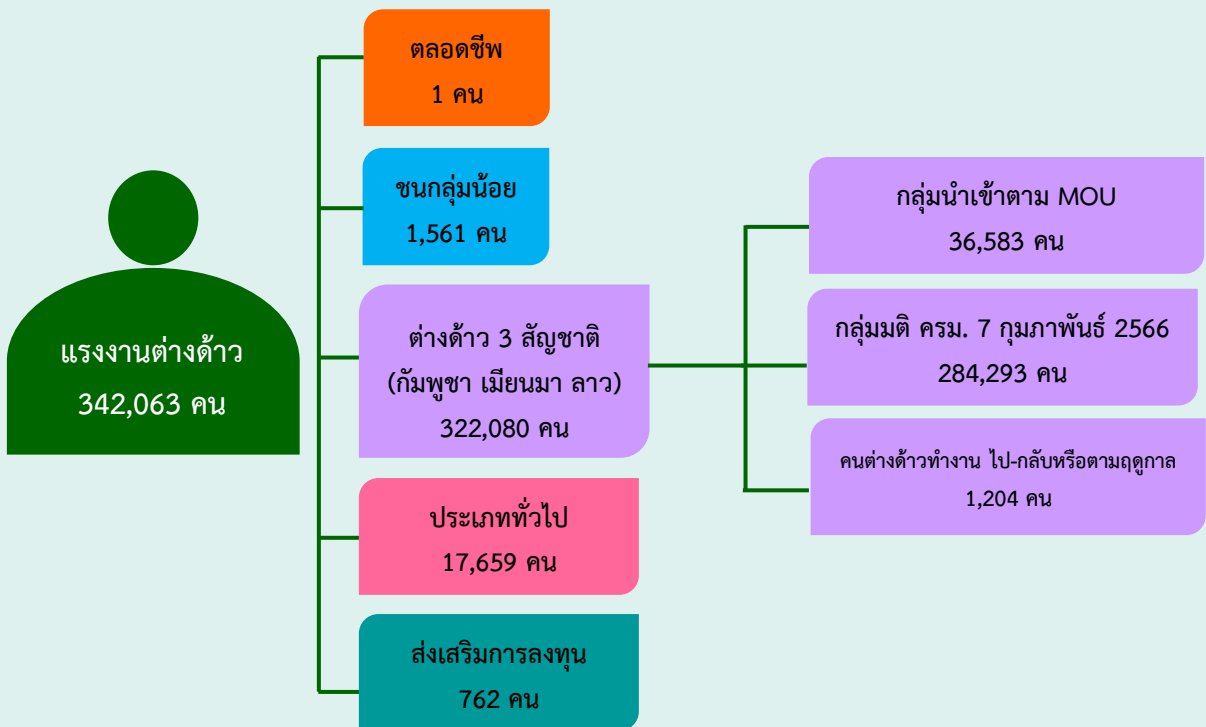 แรงงานต่างด้าว
342,063 คน
ตลอดชีพ
1 คน
ชนกลุ่มน้อย
1,561 คน
ต่างด้าว 3 สัญชาติ
(กัมพูชา เมียนมา ลาว)
322,080 คน
ประเภททั่วไป
17,659 คน
ส่งเสริมการลงทุน
762 คน
กลุ่มนำเข้าตาม MOU
36,583 คน
กลุ่มมติ ครม. 7 กุมภาพันธ์ 2566
284,293 คน
คนต่างด้าวทำงาน ไป-กลับหรือตามฤดูกาล
1,204 คน